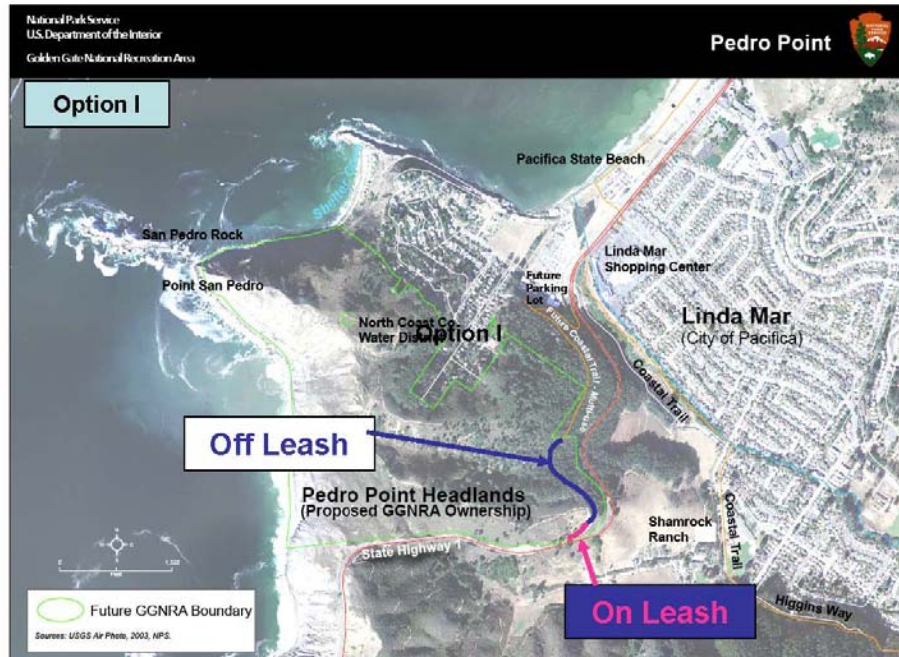 National Park Service
U.S. Department of the Interior
Golden Gate National Recreation Area
Pedro Point
Option I
Pacifica State Beach
Shelter
San Pedro Rock
Linda Mar
Shopping Center
Point San Pedro
Future
Parking
Lot
Linda Mar
(City of Pacifica)
North Coast Co.
Water District
Option I
Future Coastal Trail -
Coastal Trail
Off Leash
Pedro Point Headlands
(Proposed GGNRA Ownership)
Shamrock
Ranch
Coastal Trail
State Highway 1
On Leash
Higgins Way
Future GGNRA Boundary
Sources: USGS Air Photo, 2003, NPS.